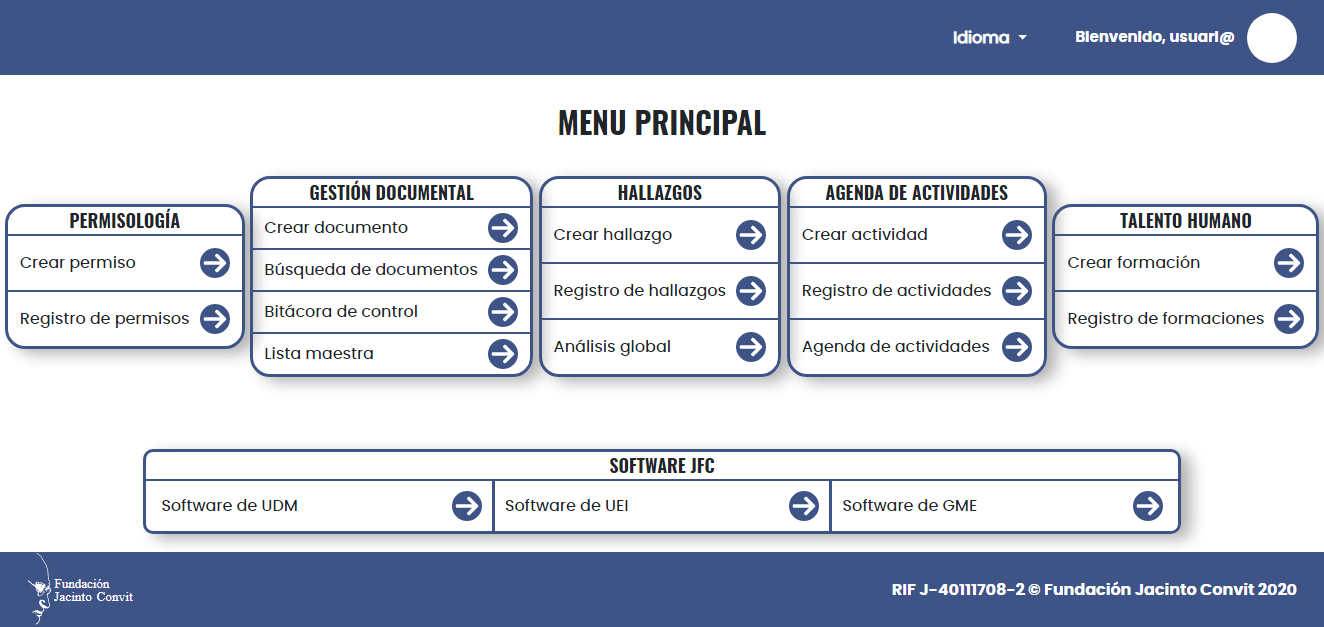 Idioma
Bienvenido, usuari@
MENU PRINCIPAL
PERMISOLOGÍA
Crear permiso
Registro de permisos
GESTIÓN DOCUMENTAL
Crear documento
Búsqueda de documentos
Bitácora de control
Lista maestra
HALLAZGOS
Crear hallazgo
Registro de hallazgos
Análisis global
AGENDA DE ACTIVIDADES
Crear actividad
Registro de actividades
Agenda de actividades
TALENTO HUMANO
Crear formación
Registro de formaciones
SOFTWARE JFC
Software de UDM
Software de UEI
Software de GME
Fundación
Jacinto Convit
RIF J-40111708-2 © Fundación Jacinto Convit 2020